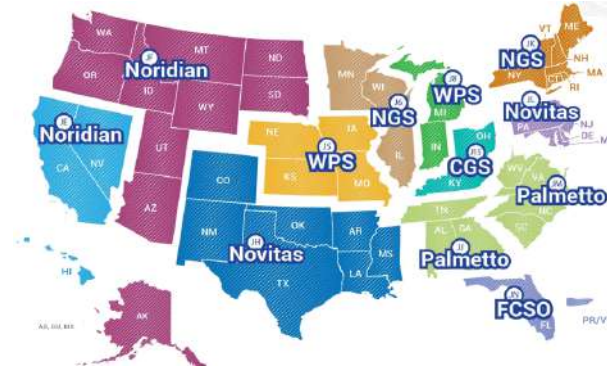 WA
MT
ND
OR
ID
SD
WY
JF
Noridian
MN
WI
IL
J6
NGS
J8
WPS
MI
IN
VT
ME
JK
NGS
NY
NH
MA
CT
RI
JL
Novitas
PA
NJ
DE
JE
Noridian
CA
NV
UT
AZ
NE
IA
KS
MO
J5
WPS
OH
J15
CGS
KY
WV
VA
JM
Palmetto
NC
SC
CO
NM
OK
AR
TX
LA
MS
JH
Novitas
TN
AL
GA
JJ
Palmetto
HI
AK
JN
FCSO
FL
PR/V